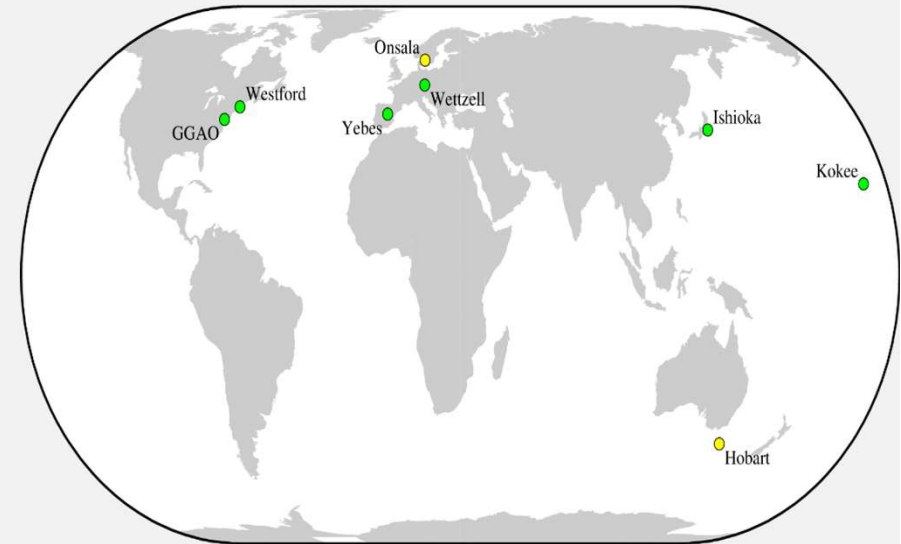 Onsala
Westford
Wettzell
GGAO
Yebes
Ishioka
Kokee
Hobart